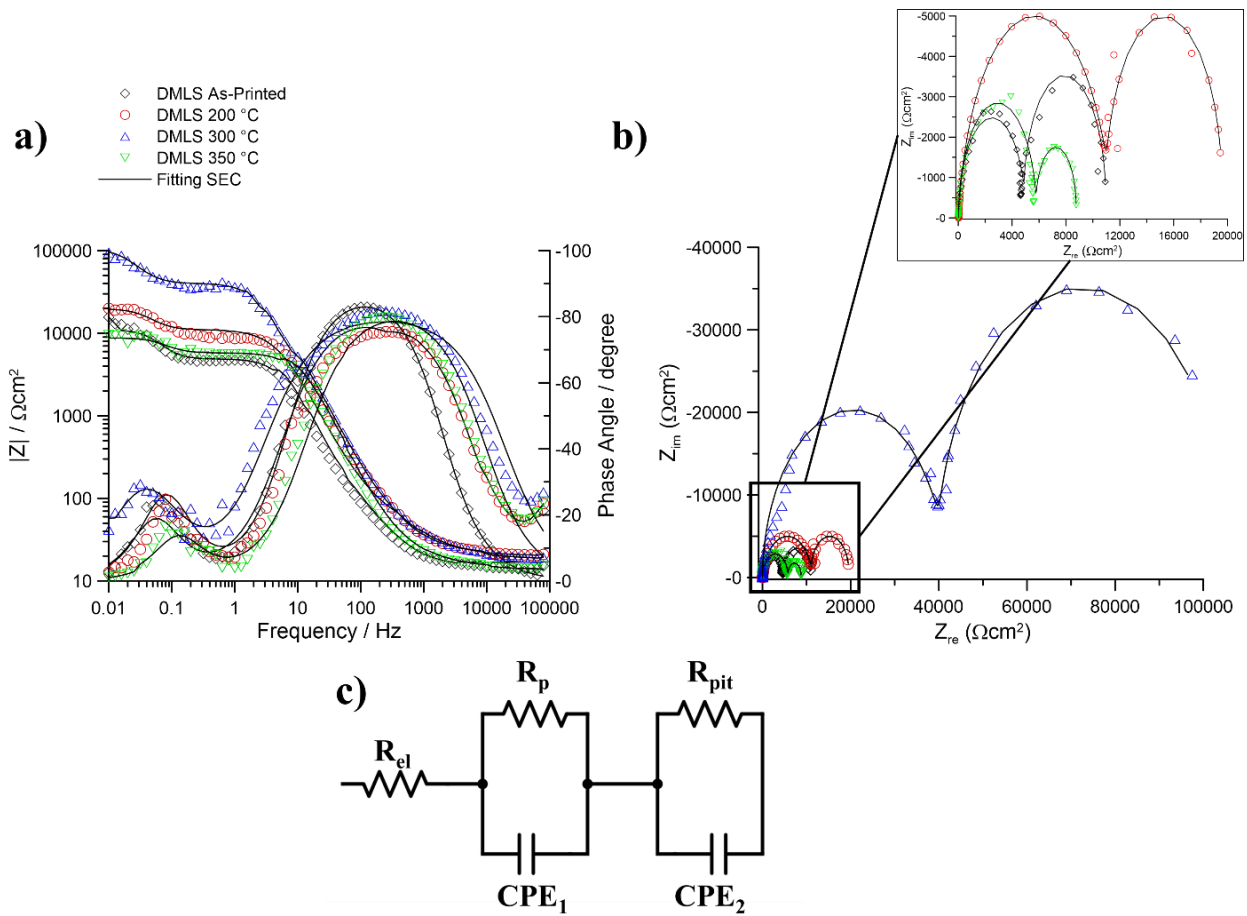 a)
DMLS As-Printed
DMLS 200 °C
DMLS 300 °C
DMLS 350 °C
Fitting SEC
100000
10000
1000
100
10
|Z| / Ωcm2
-100
-80
-60
-40
-20
-0
Phase Angle / degree
0.01 0.1 1 10 100 1000 10000 100000
Frequency / Hz
b)
-5000
-4000
-3000
-2000
-1000
-0
Zim (Ωcm2)
0 4000 8000 12000 16000 20000
Zre (Ωcm2)
-40000
-30000
-20000
-10000
-0
Zim (Ωcm2)
0 20000 40000 60000 80000 100000
Zre (Ωcm2)
c)
Rel
Rp
CPE1
Rpit
CPE2